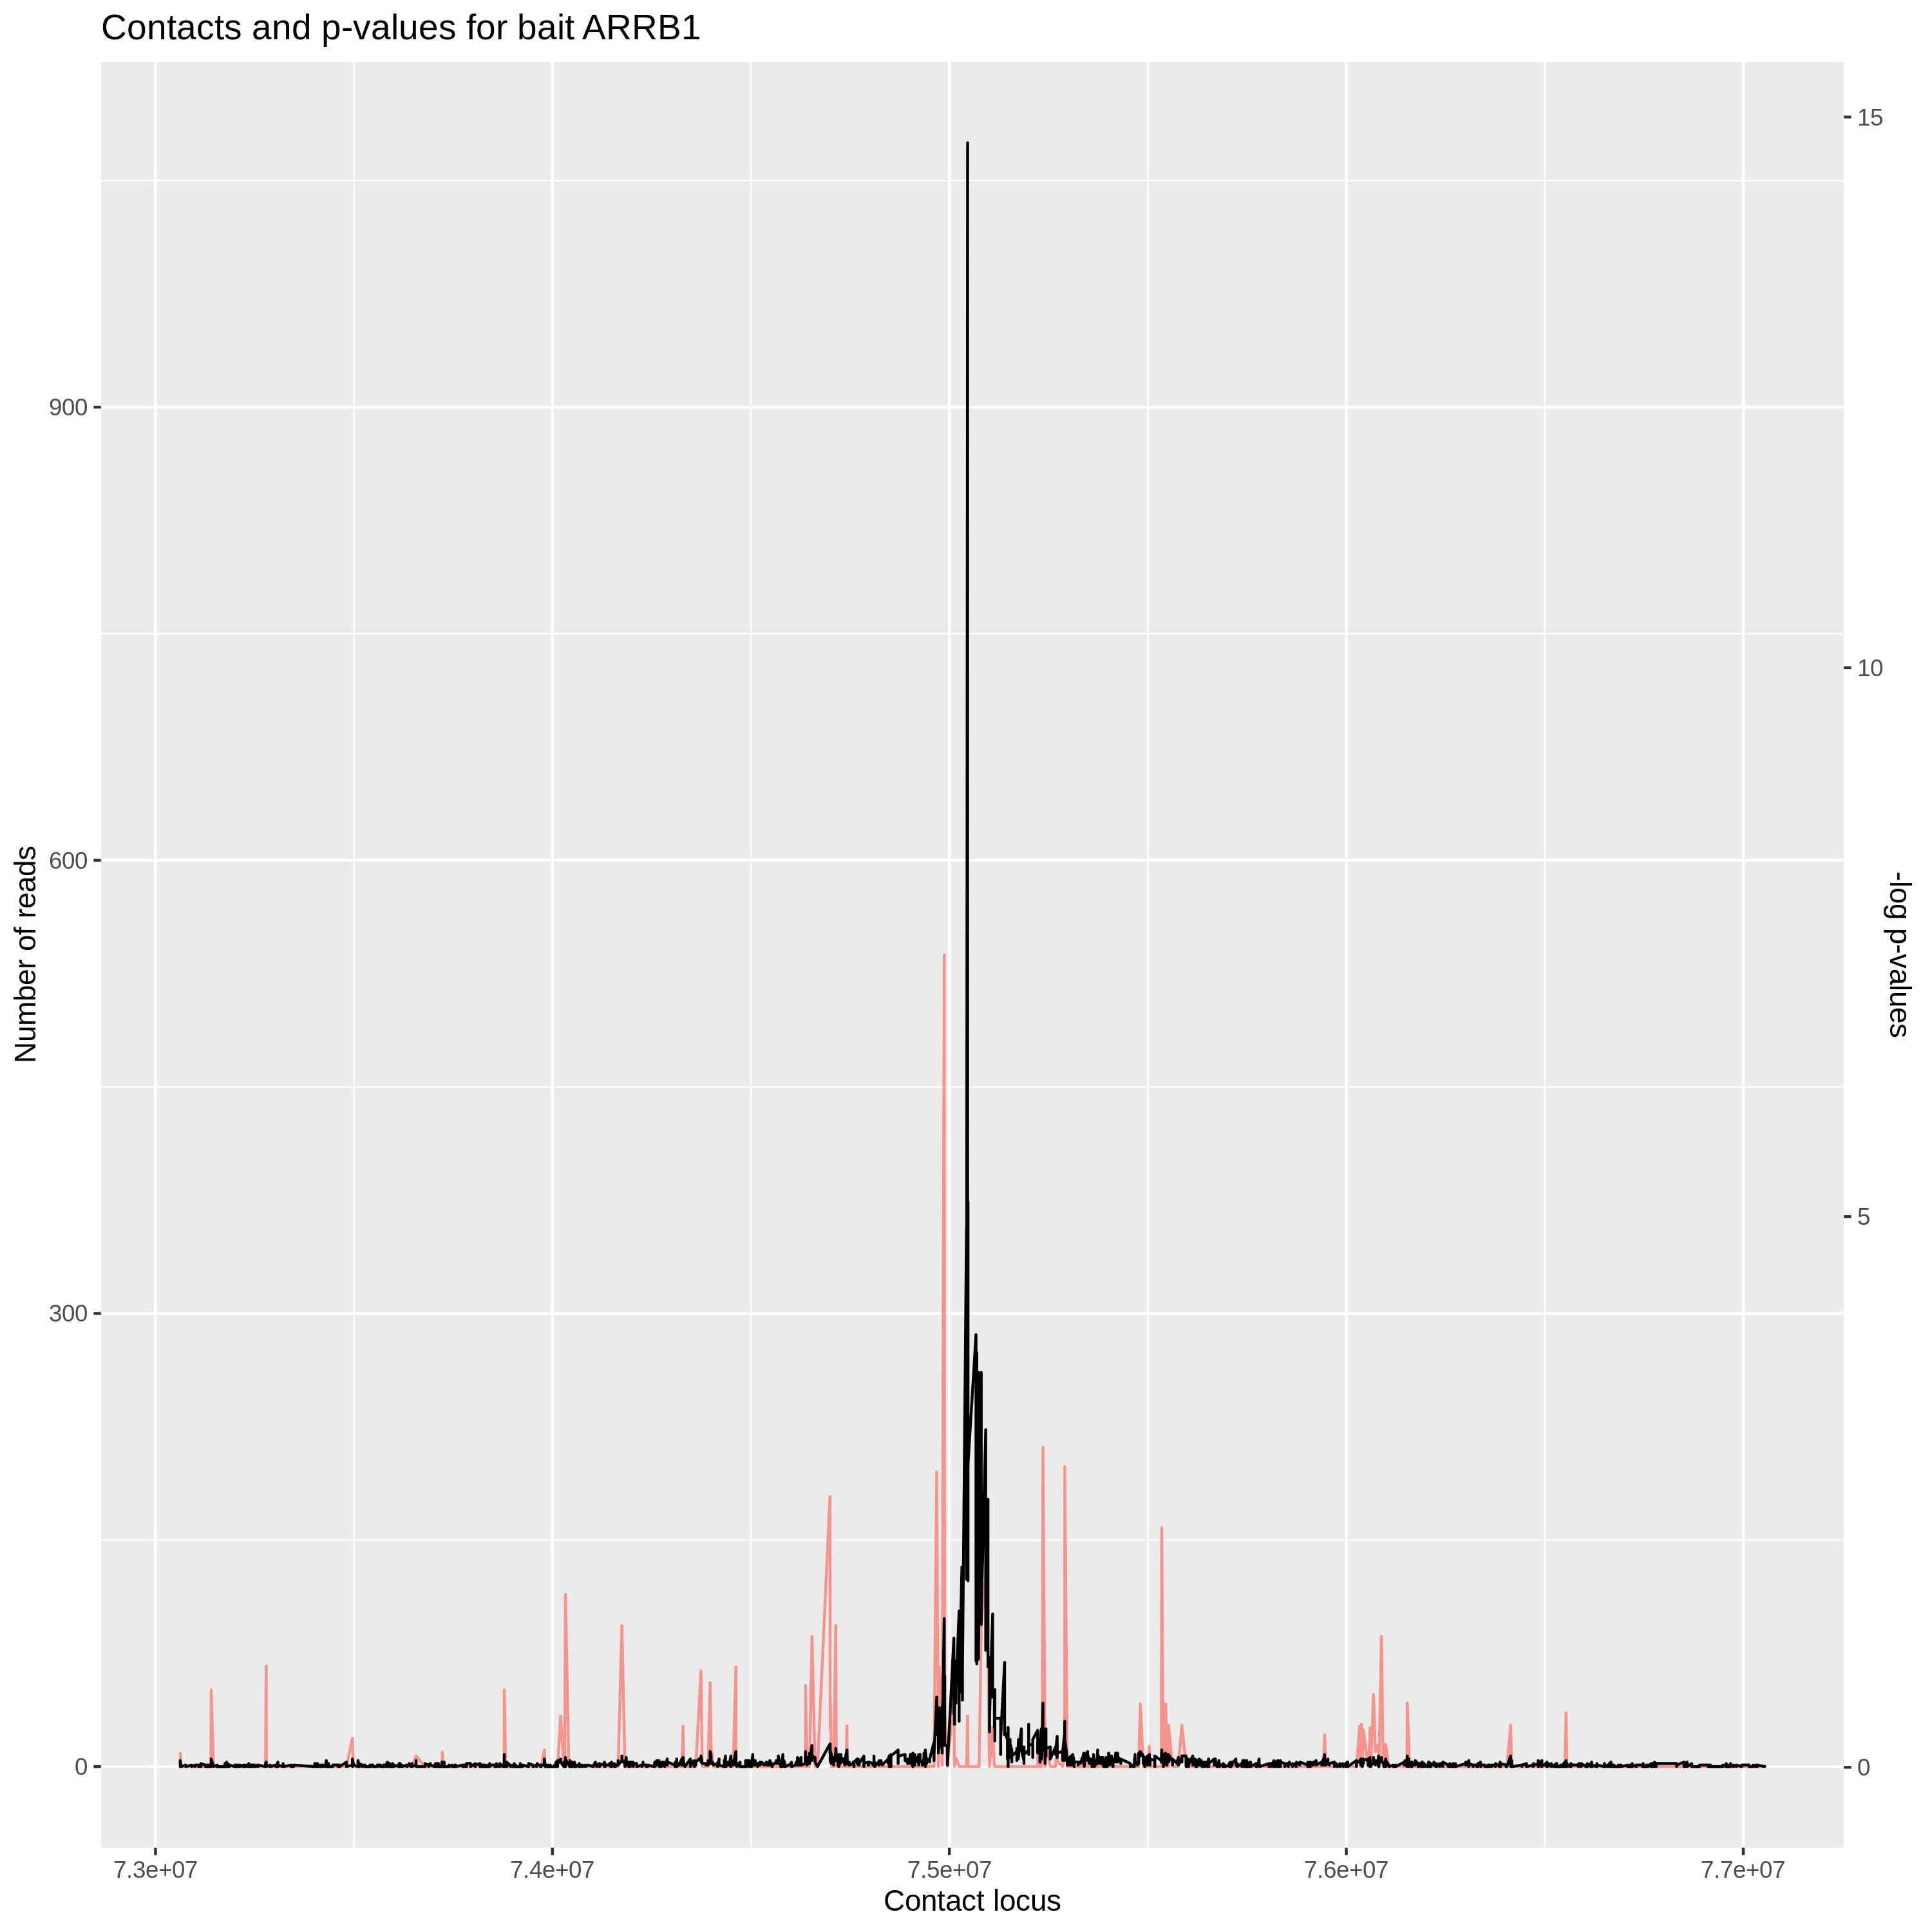 Contacts and p-values for bait ARRB1
900
600
300
0
Number of reads
15
10
5
0
-log p-values
7.3e+07
7.4e+07
7.5e+07
7.6e+07
7.7e+07
Contact locus